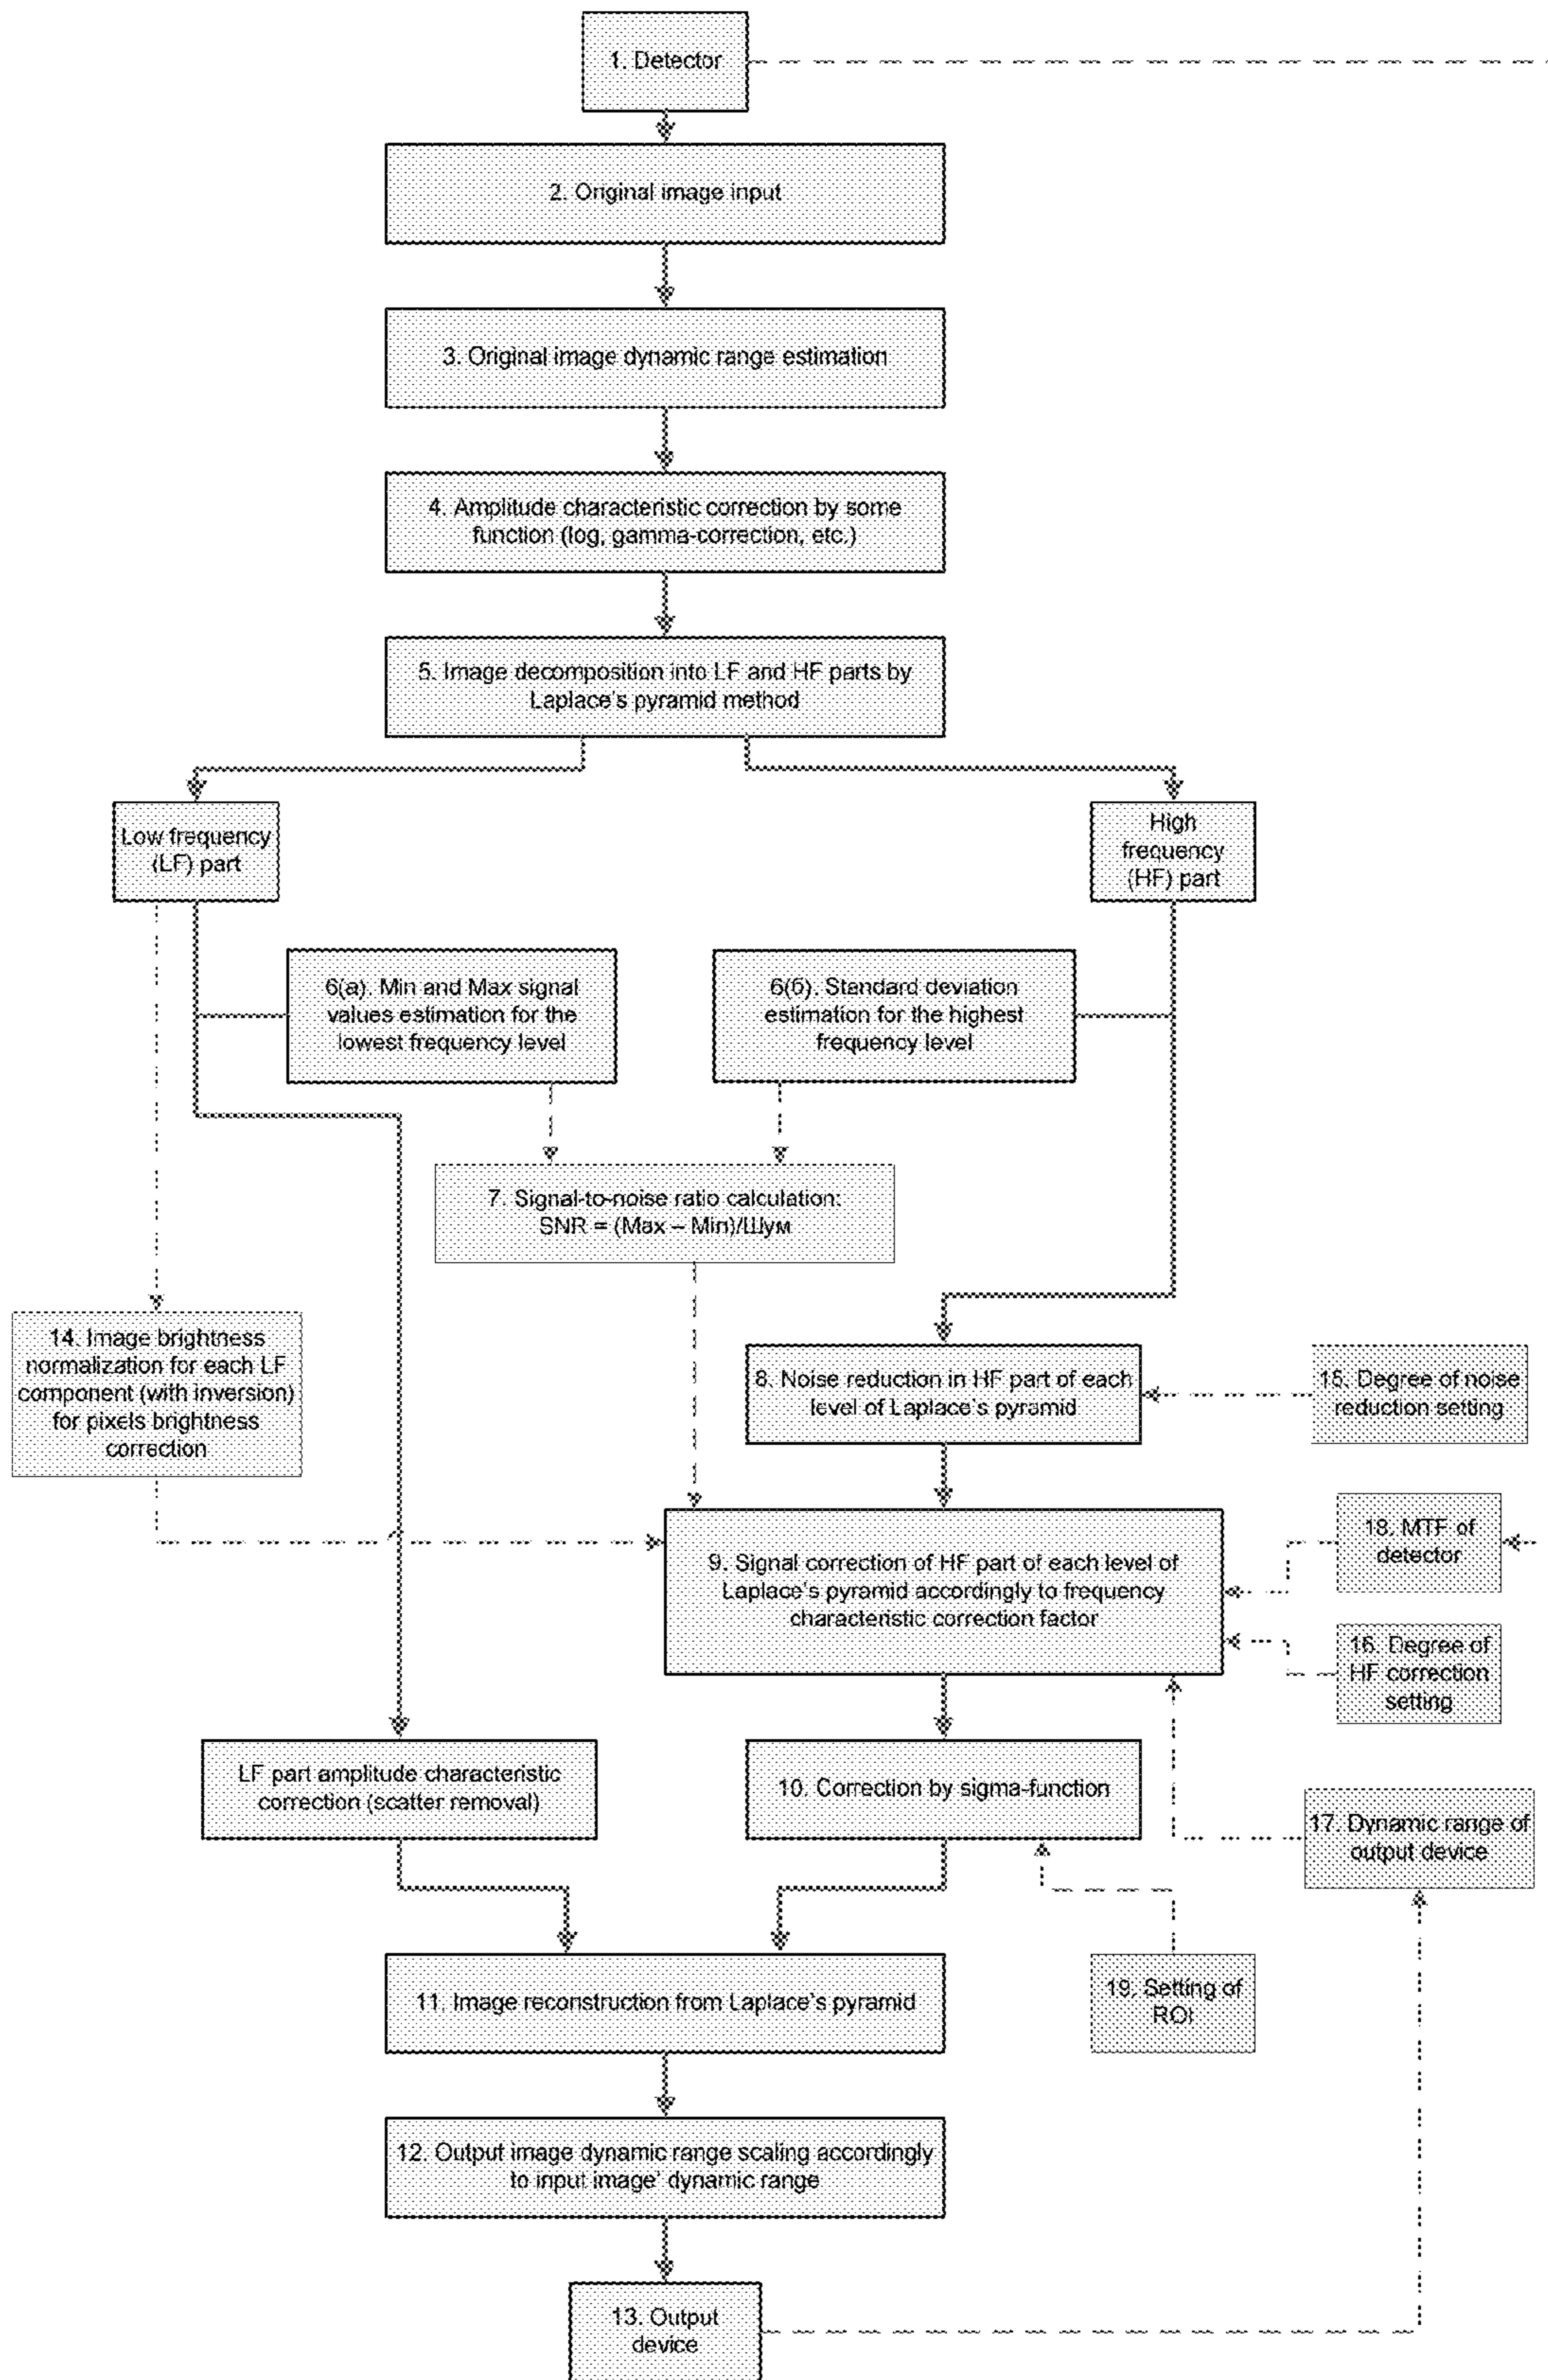 1. Detector
2. Original image input
3. Original image dynamic range estimation
4. Amplitude characteristic correction by some
function (log, gamma-correction, etc.)
5. Image decomposition into LF and HF parts by
Laplace's pyramid method
Low frequency
(LF) part
High
frequency
(HF) part
6(a). Min and Max signal
values estimation for the
lowest frequency level
6(б). Standard deviation
estimation for the highest
frequency level
7. Signal-to-noise ratio calculation:
SNR = (Max – Min)/Шум
14. Image brightness
normalization for each LF
component (with inversion)
for pixels brightness
correction
8. Noise reduction in HF part of each
level of Laplace's pyramid
15. Degree of noise
reduction setting
18. MTF of
detector
9. Signal correction of HF part of each level of
Laplace's pyramid accordingly to frequency
characteristic correction factor
16. Degree of
HF correction
setting
LF part amplitude characteristic
correction (scatter removal)
10. Correction by sigma-function
17. Dynamic range of
output device
11. Image reconstruction from Laplace's pyramid
19. Setting of
ROI
12. Output image dynamic range scaling accordingly
to input image' dynamic range
13. Output
device